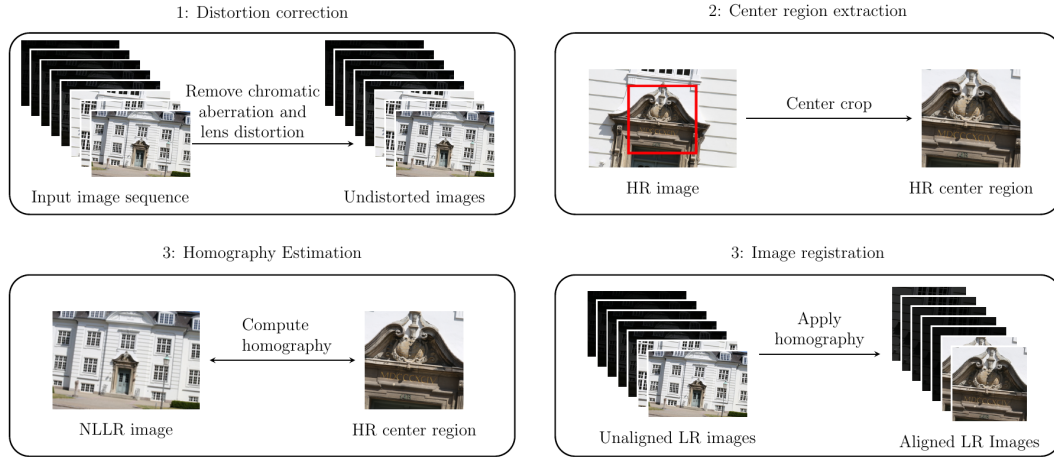 1: Distortion correction
Remove chromatic
aberration and
lens distortion
Input image sequence
Undistorted images
2: Center region extraction
Center crop
HR image
HR center region
3: Homography Estimation
Compute
homography
NLLR image
HR center region
3: Image registration
Apply
homography
Unaligned LR images
Aligned LR Images